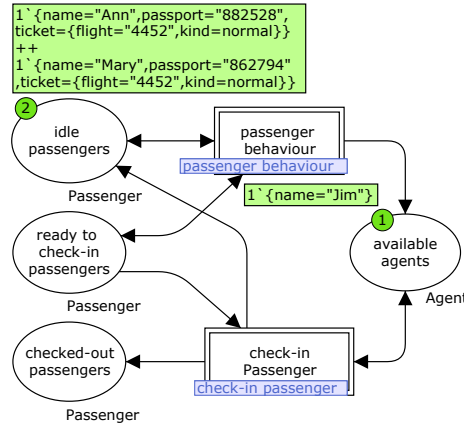 1`{name="Ann",passport="882528",
ticket={flight="4452",kind=normal}}
++
1`{name="Mary",passport="862794"
,ticket={flight="4452",kind=normal}}
2
idle
passengers
Passenger
passenger
behaviour
passenger behaviour
1`{name="Jim"}
1
available
agents
Agent
ready to
check-in
passengers
Passenger
check-in
Passenger
check-in passenger
checked-out
passengers
Passenger